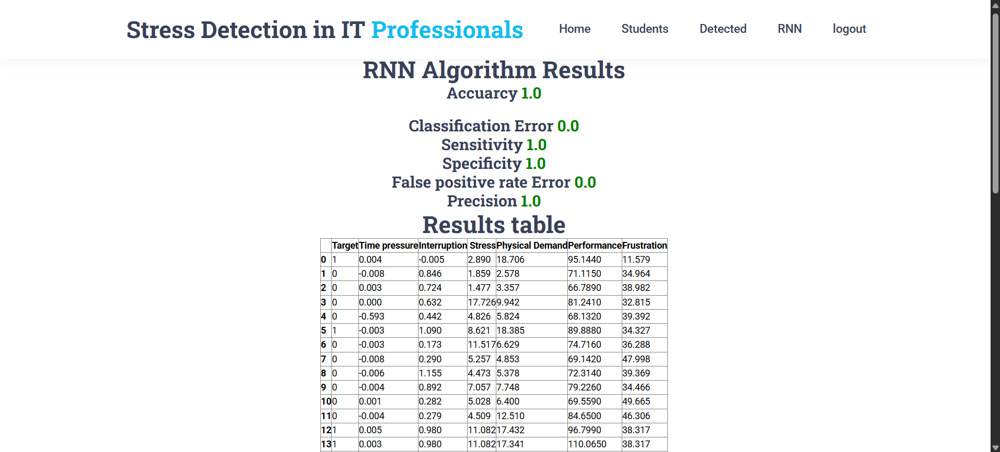 Stress Detection in IT Professionals Home Students Detected RNN logout
RNN Algorithm Results
Accuarcy 1.0
Classification Error 0.0
Sensitivity 1.0
Specificity 1.0
False positive rate Error 0.0
Precision 1.0
Results table
Target Time pressure Interruption Stress Physical Demand Performance Frustration
0 1 0.004 -0.005 2.890 18.706 95.1440 11.579
1 0 -0.008 0.846 1.859 2.578 71.1150 34.964
2 0 0.003 0.724 1.477 3.357 66.7890 38.982
3 0 0.000 0.632 17.726 9.942 81.2410 32.815
4 0 -0.593 0.442 4.826 5.824 68.1320 39.392
5 1 -0.003 1.090 8.621 18.385 89.8880 34.327
6 0 -0.003 0.173 11.517 6.629 74.7160 36.288
7 0 -0.008 0.290 5.257 4.853 69.1420 47.998
8 0 -0.006 1.155 4.473 5.378 72.3140 39.369
9 0 -0.004 0.892 7.057 7.748 79.2260 34.466
10 0 0.001 0.282 5.028 6.400 69.5590 49.665
11 0 -0.004 0.279 4.509 12.510 84.6500 46.306
12 1 0.005 0.980 11.082 17.432 96.7990 38.317
13 1 0.003 0.980 11.082 17.341 110.0650 38.317